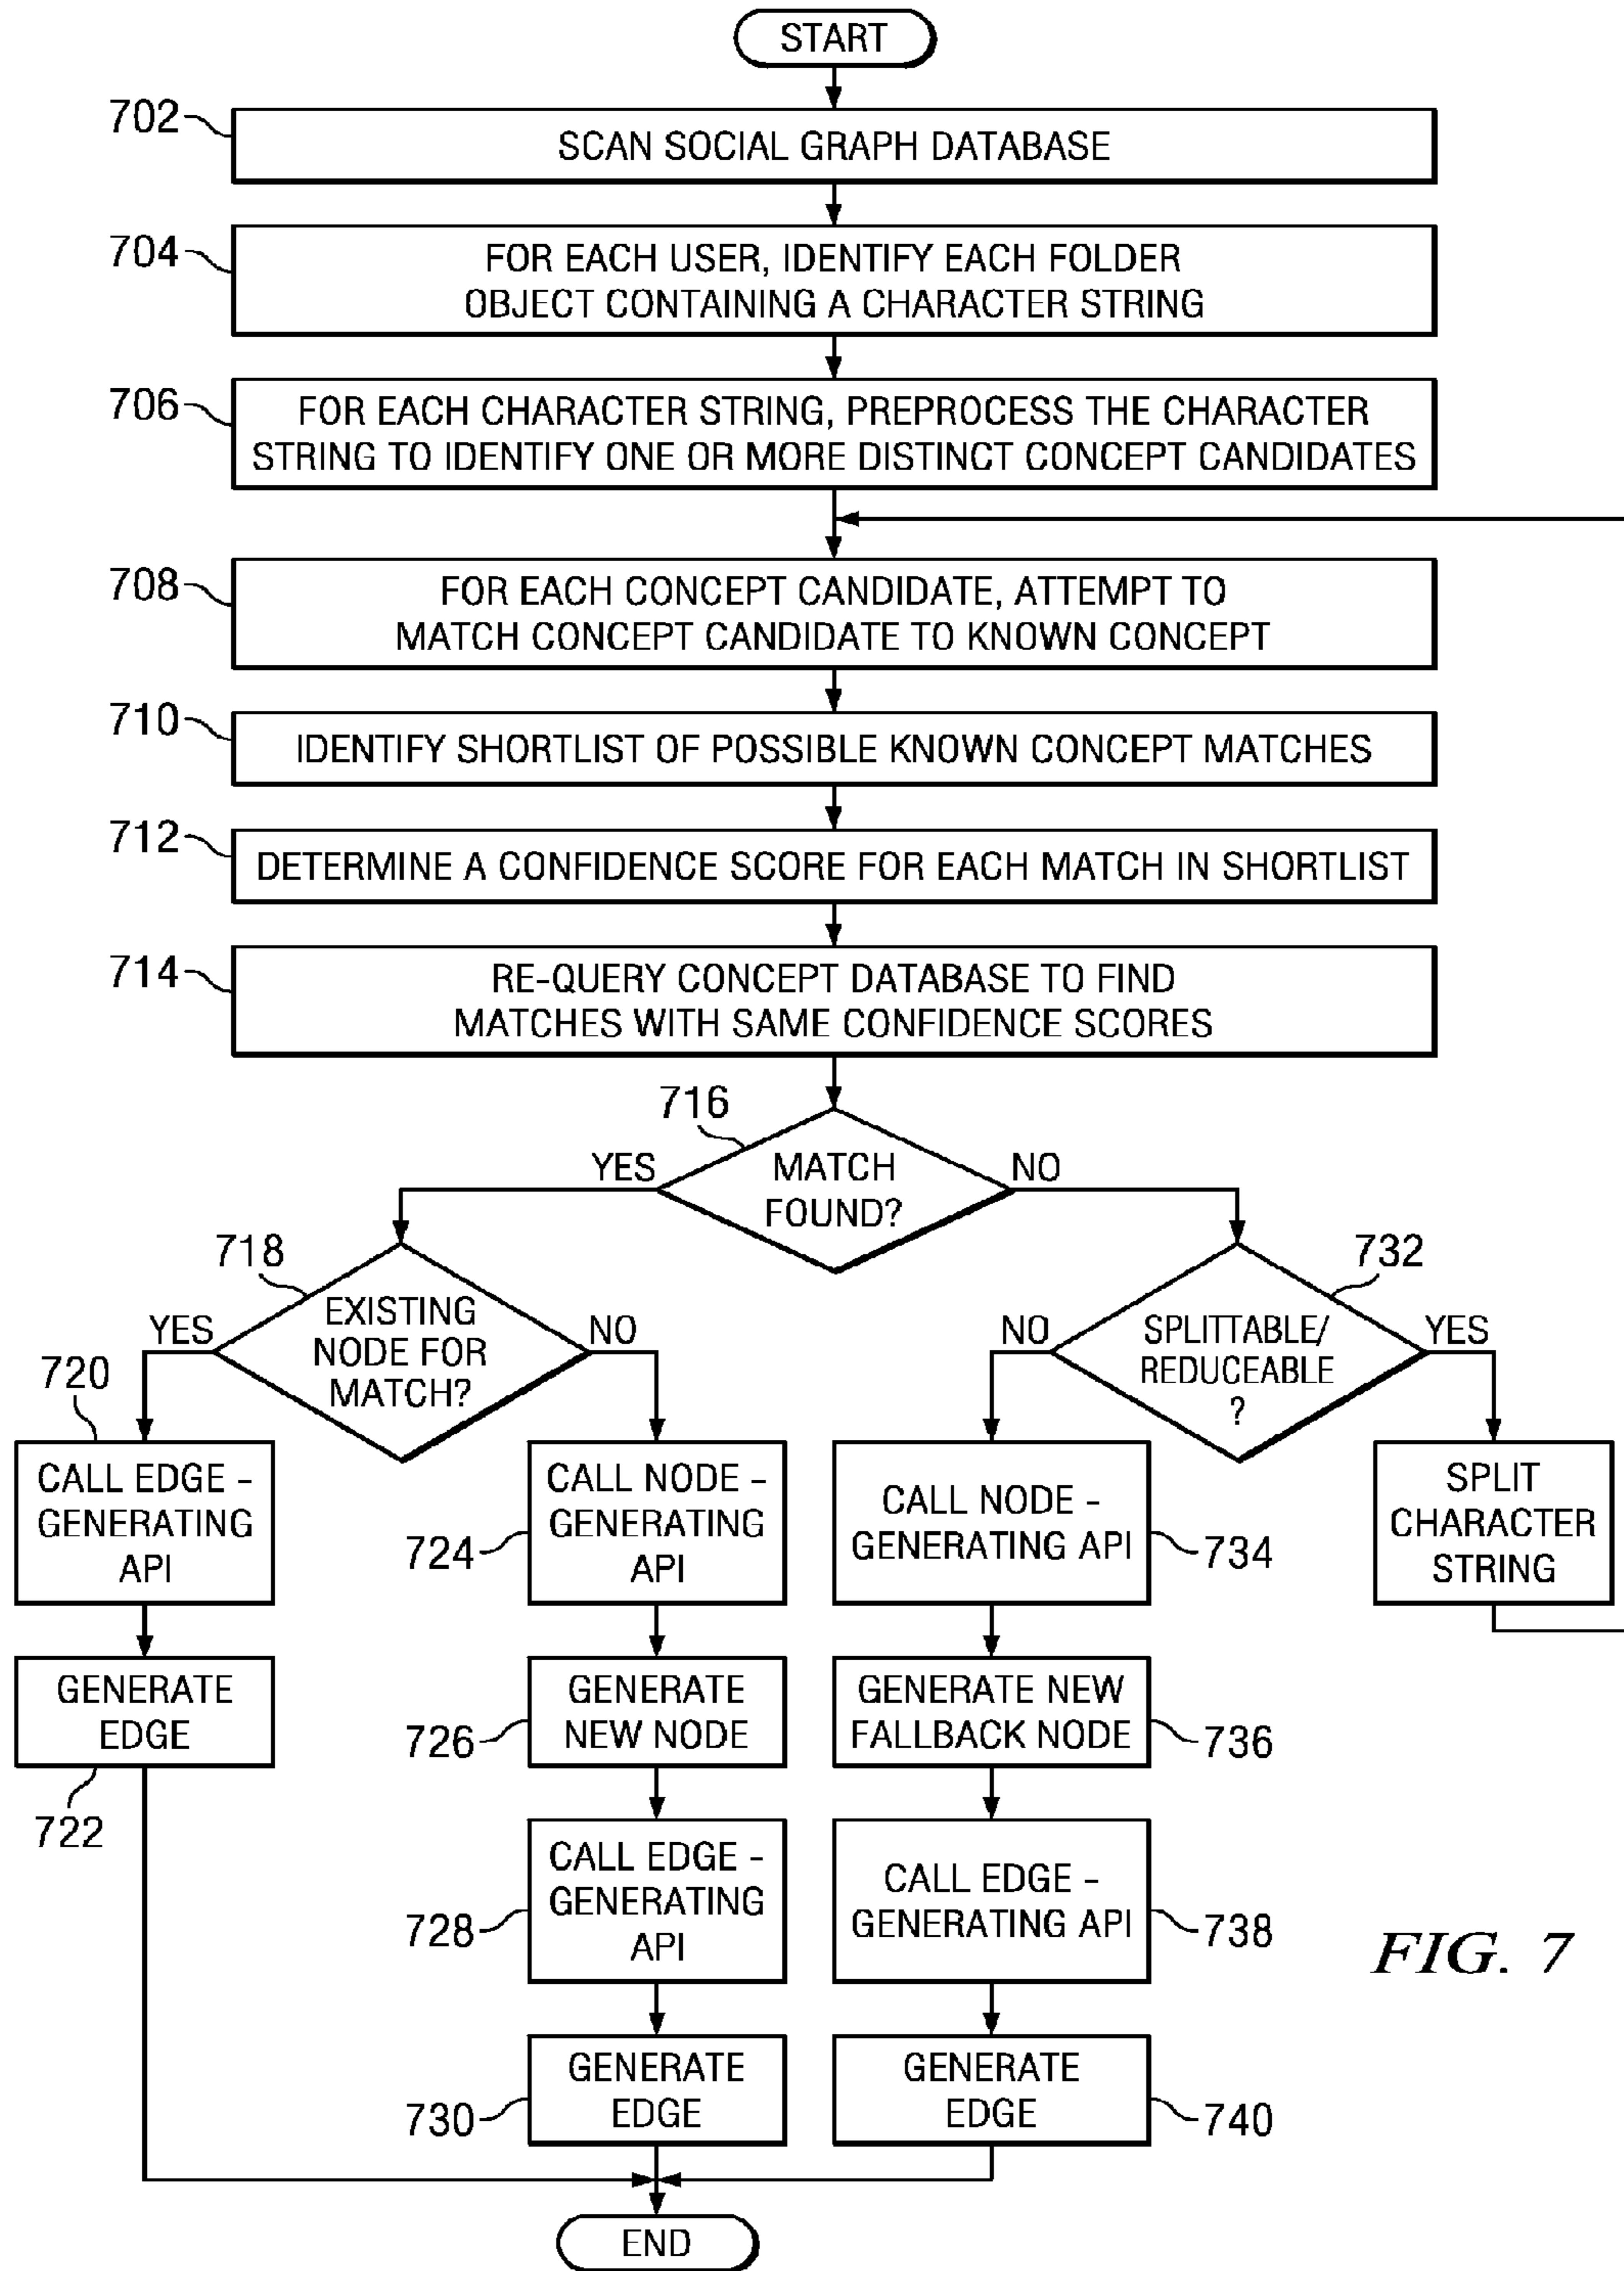 START
702
SCAN SOCIAL GRAPH DATABASE
704
FOR EACH USER, IDENTIFY EACH FOLDER
OBJECT CONTAINING A CHARACTER STRING
706
FOR EACH CHARACTER STRING, PREPROCESS THE CHARACTER
STRING TO IDENTIFY ONE OR MORE DISTINCT CONCEPT CANDIDATES
708
FOR EACH CONCEPT CANDIDATE, ATTEMPT TO
MATCH CONCEPT CANDIDATE TO KNOWN CONCEPT
710
IDENTIFY SHORTLIST OF POSSIBLE KNOWN CONCEPT MATCHES
712
DETERMINE A CONFIDENCE SCORE FOR EACH MATCH IN SHORTLIST
714
RE-QUERY CONCEPT DATABASE TO FIND
MATCHES WITH SAME CONFIDENCE SCORES
716
YES
MATCH
FOUND?
NO
718
YES
EXISTING
NODE FOR
MATCH?
NO
732
NO
SPLITTABLE/
REDUCEABLE
?
YES
720
CALL EDGE -
GENERATING
API
722
GENERATE
EDGE
724
CALL NODE -
GENERATING
API
726
GENERATE
NEW NODE
728
CALL EDGE -
GENERATING
API
730
GENERATE
EDGE
CALL NODE -
GENERATING API
734
GENERATE NEW
FALLBACK NODE
736
CALL EDGE -
GENERATING API
738
GENERATE
EDGE
740
SPLIT
CHARACTER
STRING
FIG. 7
END